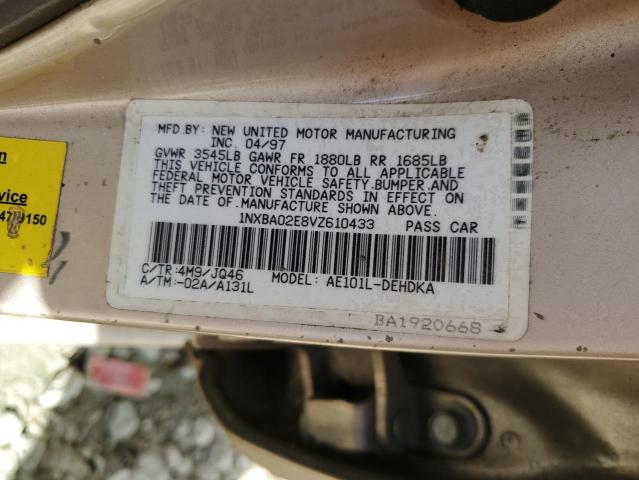 MFD.BY: NEW UNITED MOTOR MANUFACTURING
INC. 04/97
GVWR 3545LB GAWR FR 1880LB RR 1685LB
THIS VEHICLE CONFORMS TO ALL APPLICABLE
FEDERAL MOTOR VEHICLE SAFETY,BUMPER,AND
THEFT PREVENTION STANDARDS IN EFFECT ON
THE DATE OF MANUFACTURE SHOWN ABOVE.
1NXBA02E8VZ610433 PASS CAR
C/TR:4M9/JQ46 MODEL: AE101L-DEHDKA
A/TM:-02A/A131L
BA1920668